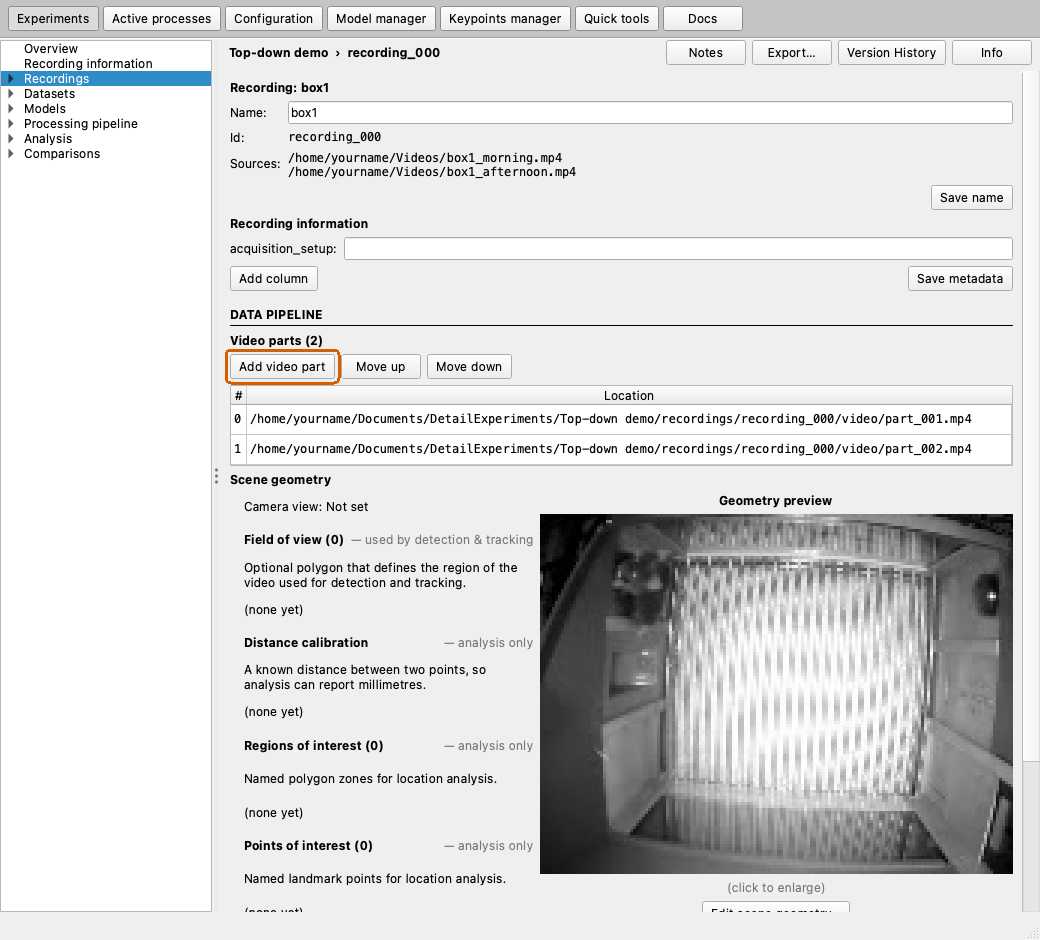 Experiments Active processes Configuration Model manager Keypoints manager Quick tools Docs
Overview
Recording information
Recordings
Datasets
Models
Processing pipeline
Analysis
Comparisons
Top-down demo › recording_000 Notes Export... Version History Info
Recording: box1
Name: box1
Id: recording_000
Sources: /home/yourname/Videos/box1_morning.mp4
/home/yourname/Videos/box1_afternoon.mp4
Save name
Recording information
acquisition_setup:
Add column Save metadata
DATA PIPELINE
Video parts (2)
Add video part Move up Move down
# Location
0 /home/yourname/Documents/DetailExperiments/Top-down demo/recordings/recording_000/video/part_001.mp4
1 /home/yourname/Documents/DetailExperiments/Top-down demo/recordings/recording_000/video/part_002.mp4
Scene geometry
Camera view: Not set
Field of view (0) — used by detection & tracking
Optional polygon that defines the region of the
video used for detection and tracking.
(none yet)
Distance calibration — analysis only
A known distance between two points, so
analysis can report millimetres.
(none yet)
Regions of interest (0) — analysis only
Named polygon zones for location analysis.
(none yet)
Points of interest (0) — analysis only
Named landmark points for location analysis.
(none yet)
Geometry preview
(click to enlarge)
Edit scene geometry...